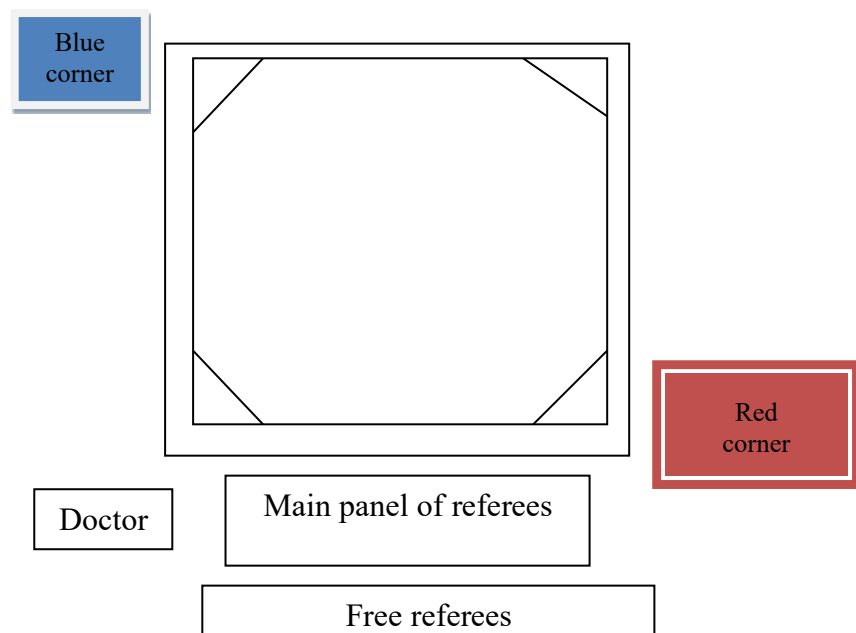 Blue
corner
Red
corner
Doctor
Main panel of referees
Free referees